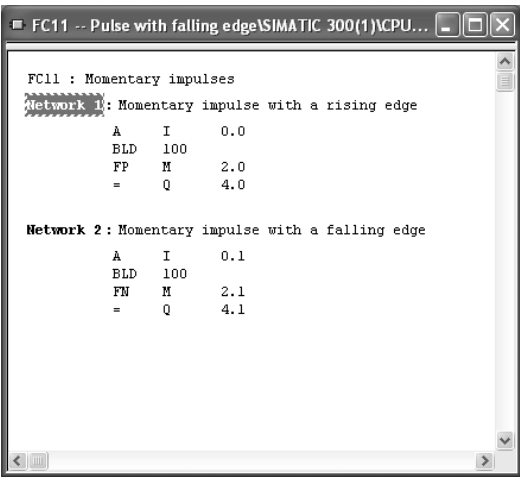 FC11 -- Pulse with falling edge\SIMATIC 300(1)\CPU...
FC11 : Momentary impulses
Network 1: Momentary impulse with a rising edge
A I 0.0
BLD 100
FP M 2.0
= Q 4.0
Network 2 : Momentary impulse with a falling edge
A I 0.1
BLD 100
FN M 2.1
= Q 4.1